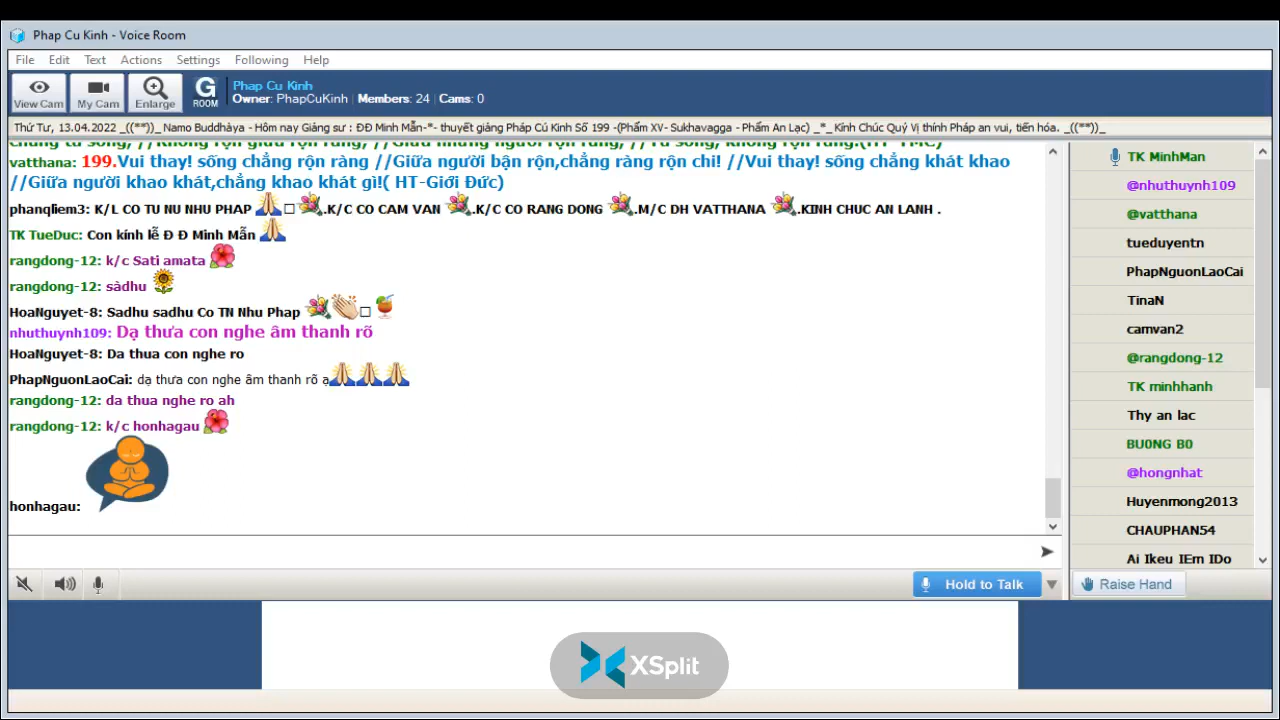 Phap Cu Kinh - Voice Room
File Edit Text Actions Settings Following Help
View Cam My Cam Enlarge G ROOM
Phap Cu Kinh
Owner: PhapCuKinh | Members: 24 | Cams: 0
Thứ Tư, 13.04.2022 _((**))_ Namo Buddhàya - Hôm nay Giảng sư : ĐĐ Minh Mẫn-*- thuyết giảng Pháp Cú Kinh Số 199 -(Phẩm XV- Sukhavagga - Phẩm An Lạc) _*_ Kính Chúc Quý Vị thính Pháp an vui, tiến hóa. _((**))_
vatthana: 199.Vui thay! sống chẳng rộn ràng //Giữa người bận rộn,chẳng ràng rộn chi! //Vui thay! sống chẳng khát khao
//Giữa người khao khát,chẳng khao khát gì!( HT-Giới Đức)
phanqliem3: K/L CO TU NU NHU PHAP 🙏□💐.K/C CO CAM VAN 💐.K/C CO RANG DONG 💐.M/C DH VATTHANA 💐.KINH CHUC AN LANH .
TK TueDuc: Con kính lễ Đ Đ Minh Mẫn 🙏
rangdong-12: k/c Sati amata 🌺
rangdong-12: sàdhu 🌻
HoaNguyet-8: Sadhu sadhu Co TN Nhu Phap 💐👏□🍹
nhuthuynh109: Dạ thưa con nghe âm thanh rõ
HoaNguyet-8: Da thua con nghe ro
PhapNguonLaoCai: dạ thưa con nghe âm thanh rõ ạ🙏🙏🙏
rangdong-12: da thua nghe ro ah
rangdong-12: k/c honhagau 🌺
honhagau:
TK MinhMan
@nhuthuynh109
@vatthana
tueduyentn
PhapNguonLaoCai
TinaN
camvan2
@rangdong-12
TK minhhanh
Thy an lac
BU0NG B0
@hongnhat
Huyenmong2013
CHAUPHAN54
Ai Ikeu IEm IDo
Hold to Talk
Raise Hand
XSplit